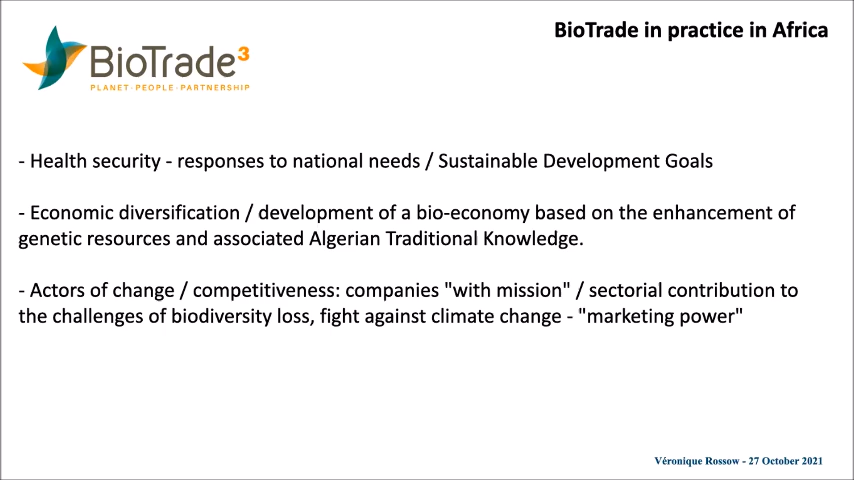 BioTrade in practice in Africa
BioTrade³
PLANET · PEOPLE · PARTNERSHIP
- Health security - responses to national needs / Sustainable Development Goals
- Economic diversification / development of a bio-economy based on the enhancement of
genetic resources and associated Algerian Traditional Knowledge.
- Actors of change / competitiveness: companies "with mission" / sectorial contribution to
the challenges of biodiversity loss, fight against climate change - "marketing power"
Véronique Rossow - 27 October 2021